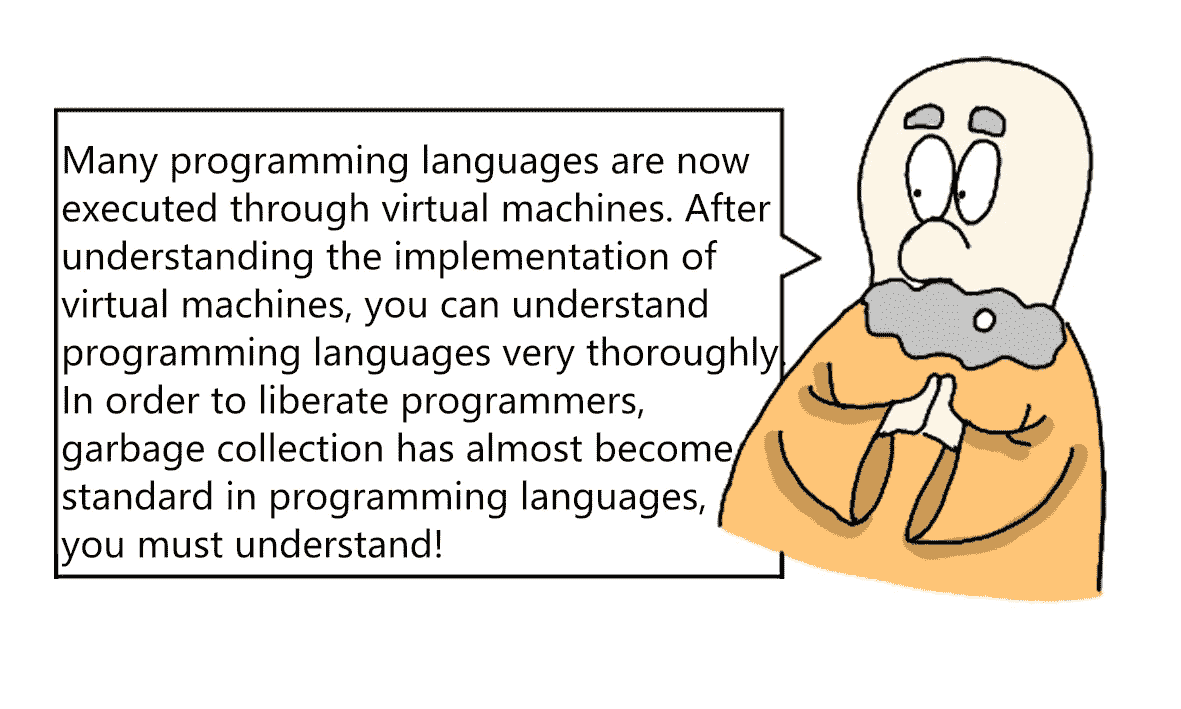 Many programming languages are now
executed through virtual machines. After
understanding the implementation of
virtual machines, you can understand
programming languages very thoroughly.
In order to liberate programmers,
garbage collection has almost become
standard in programming languages,
you must understand!